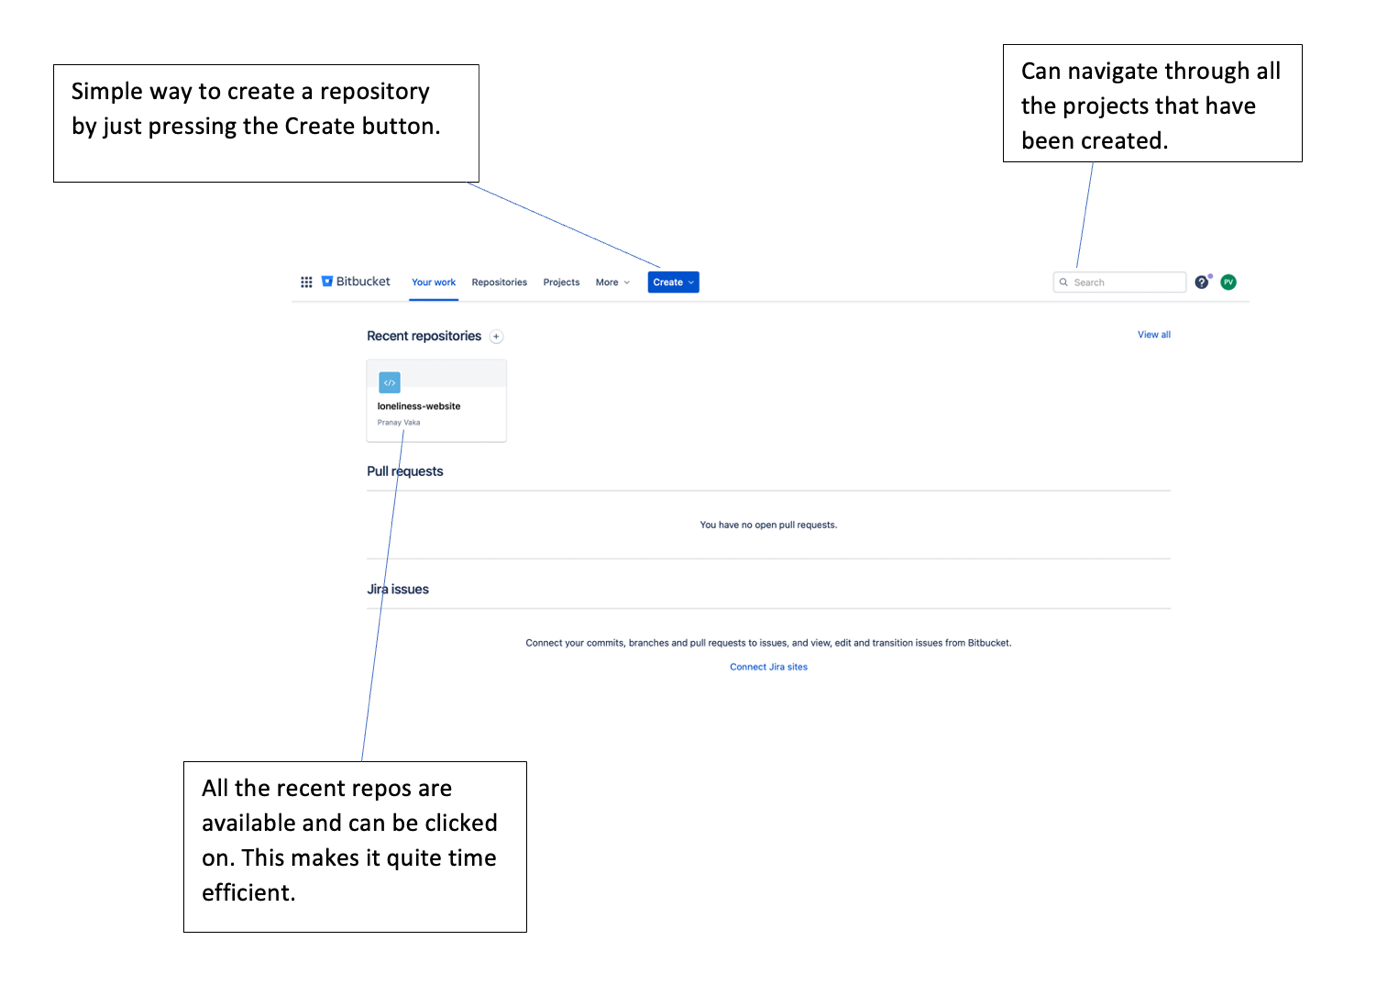 Simple way to create a repository
by just pressing the Create button.
Can navigate through all
the projects that have
been created.
Bitbucket Your work Repositories Projects More Create Search ? PV
Recent repositories + View all
</>
loneliness-website
Pranay Vaka
Pull requests
You have no open pull requests.
Jira issues
Connect your commits, branches and pull requests to issues, and view, edit and transition issues from Bitbucket.
Connect Jira sites
All the recent repos are
available and can be clicked
on. This makes it quite time
efficient.